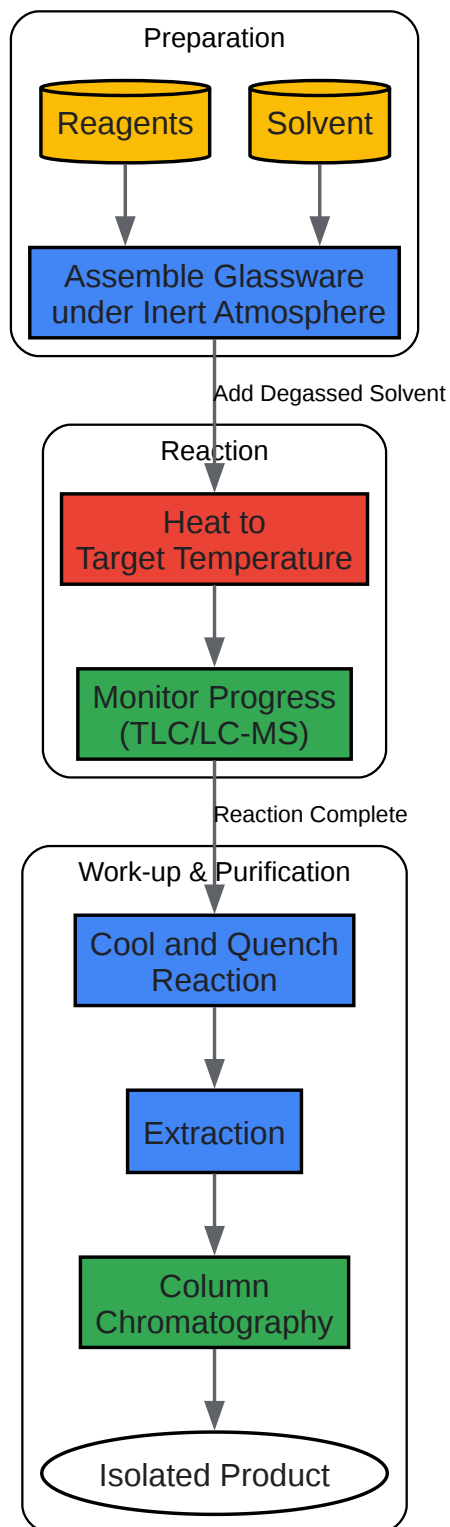 Preparation
Reagents
Solvent
Assemble Glassware
under Inert Atmosphere
Add Degassed Solvent
Reaction
Heat to
Target Temperature
Monitor Progress
(TLC/LC-MS)
Reaction Complete
Work-up & Purification
Cool and Quench
Reaction
Extraction
Column
Chromatography
Isolated Product